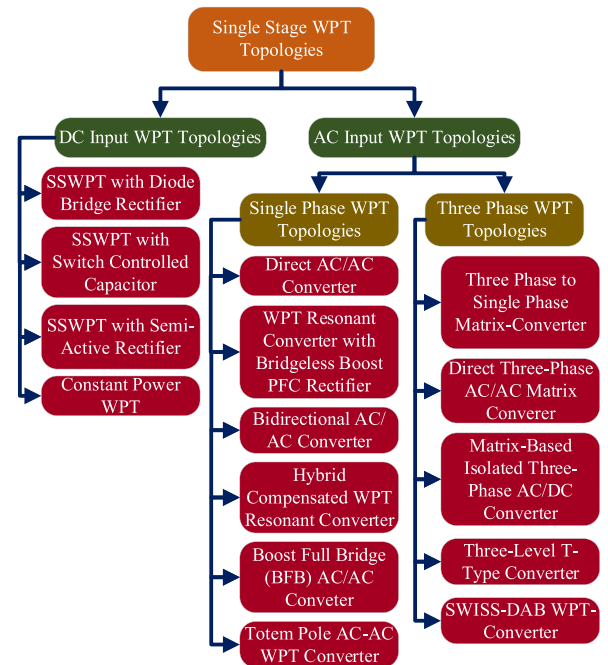 Single Stage WPT
Topologies
DC Input WPT Topologies
AC Input WPT Topologies
SSWPT with Diode
Bridge Rectifier
SSWPT with
Switch Controlled
Capacitor
SSWPT with Semi-
Active Rectifier
Constant Power
WPT
Single Phase WPT
Topologies
Direct AC/AC
Converter
WPT Resonant
Converter with
Bridgeless Boost
PFC Rectifier
Bidirectional AC/
AC Converter
Hybrid
Compensated WPT
Resonant Converter
Boost Full Bridge
(BFB) AC/AC
Conveter
Totem Pole AC-AC
WPT Converter
Three Phase WPT
Topologies
Three Phase to
Single Phase
Matrix-Converter
Direct Three-Phase
AC/AC Matrix
Converer
Matrix-Based
Isolated Three-
Phase AC/DC
Converter
Three-Level T-
Type Converter
SWISS-DAB WPT-
Converter